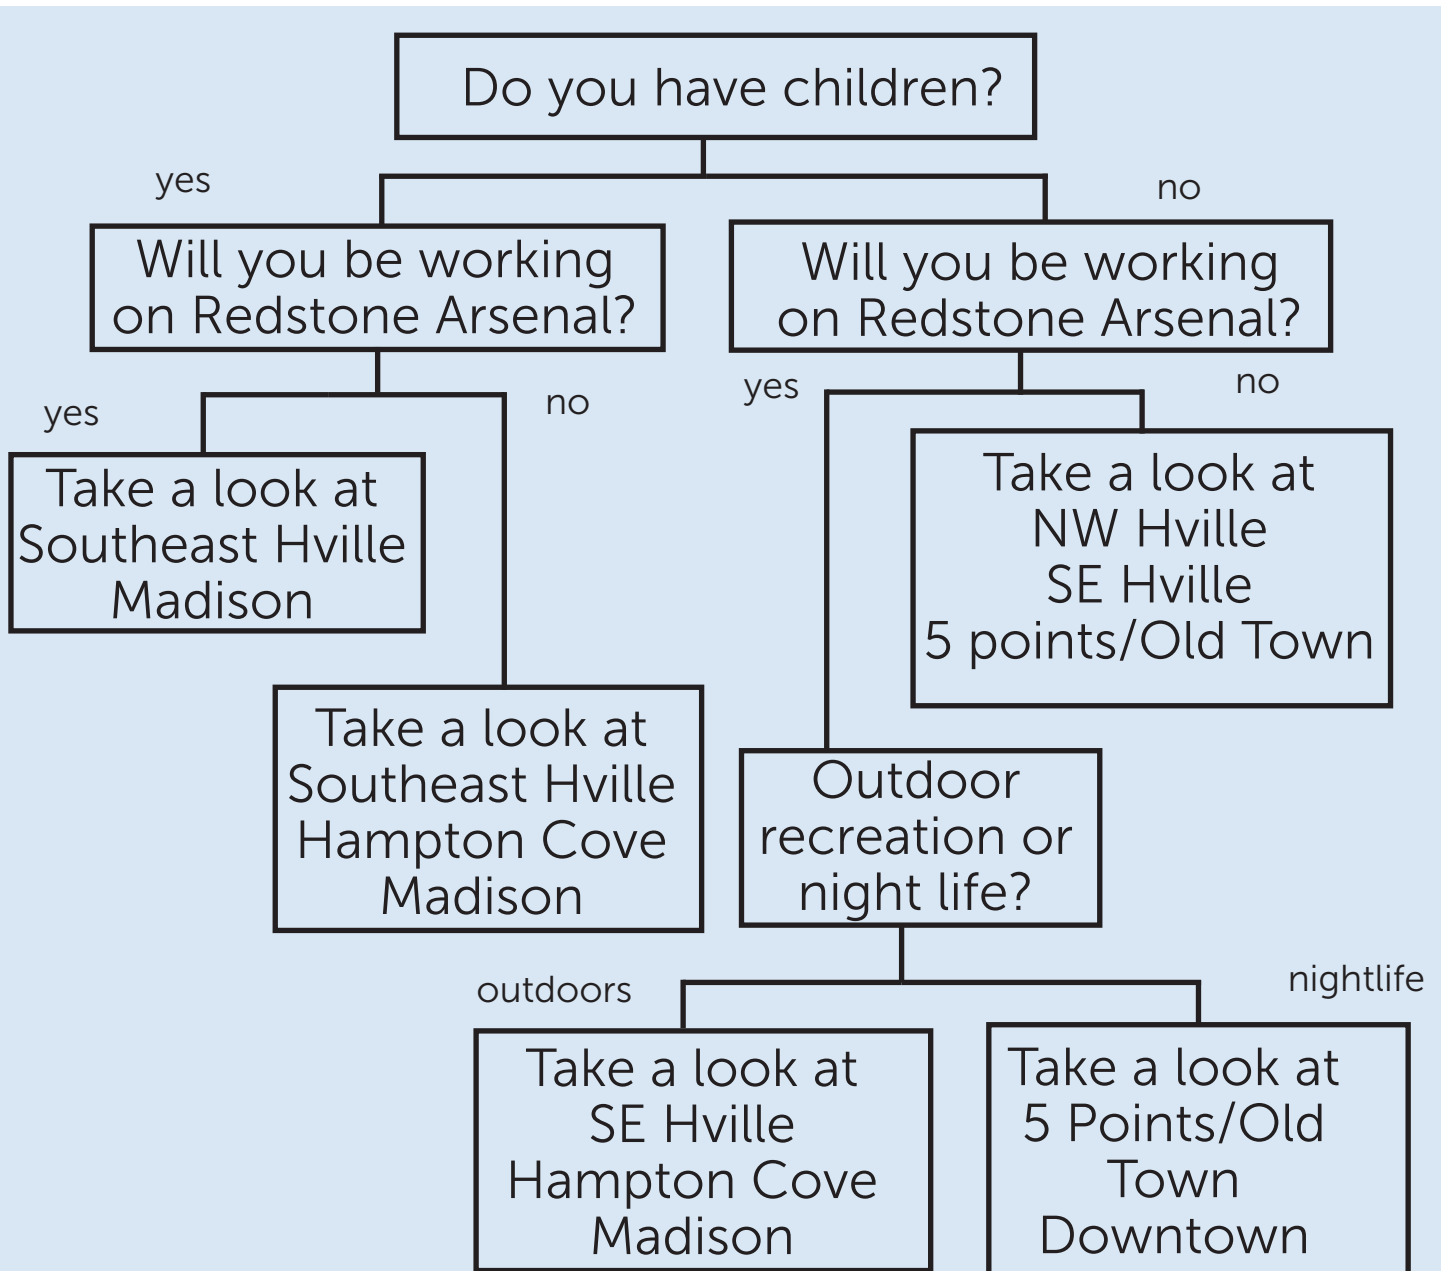 Do you have children?
yes
no
Will you be working
on Redstone Arsenal?
Will you be working
on Redstone Arsenal?
yes
no
yes
no
Take a look at
Southeast Hville
Madison
Take a look at
NW Hville
SE Hville
5 points/Old Town
Take a look at
Southeast Hville
Hampton Cove
Madison
Outdoor
recreation or
night life?
outdoors
nightlife
Take a look at
SE Hville
Hampton Cove
Madison
Take a look at
5 Points/Old
Town
Downtown